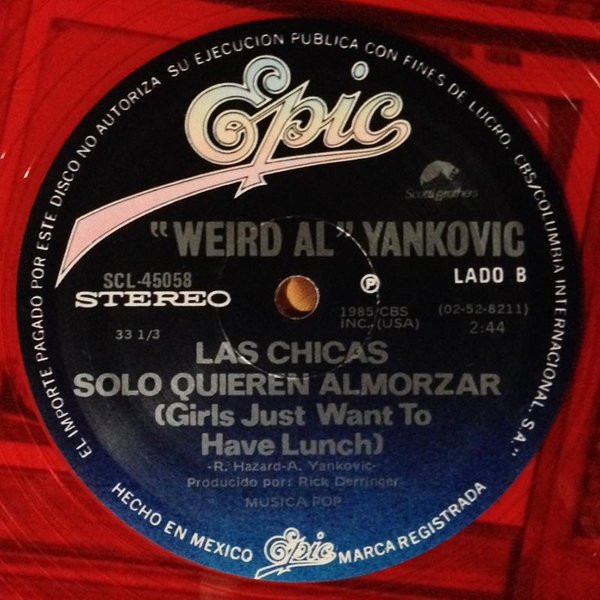 EL IMPORTE PAGADO POR ESTE DISCO NO AUTORIZA SU EJECUCION PUBLICA CON FINES DE LUCRO. CBS/COLUMBIA INTERNACIONAL, S.A."
Epic
Scotti brothers
"WEIRD AL" YANKOVIC
SCL-45058
LADO B
STEREO
P
1985 CBS
INC. (USA)
(02-52-8211)
2:44
33 1/3
LAS CHICAS
SOLO QUIEREN ALMORZAR
(Girls Just Want To
Have Lunch)
-R. Hazard-A. Yankovic-
Producido por: Rick Derringer-
MUSICA POP
HECHO EN MEXICO Epic MARCA REGISTRADA